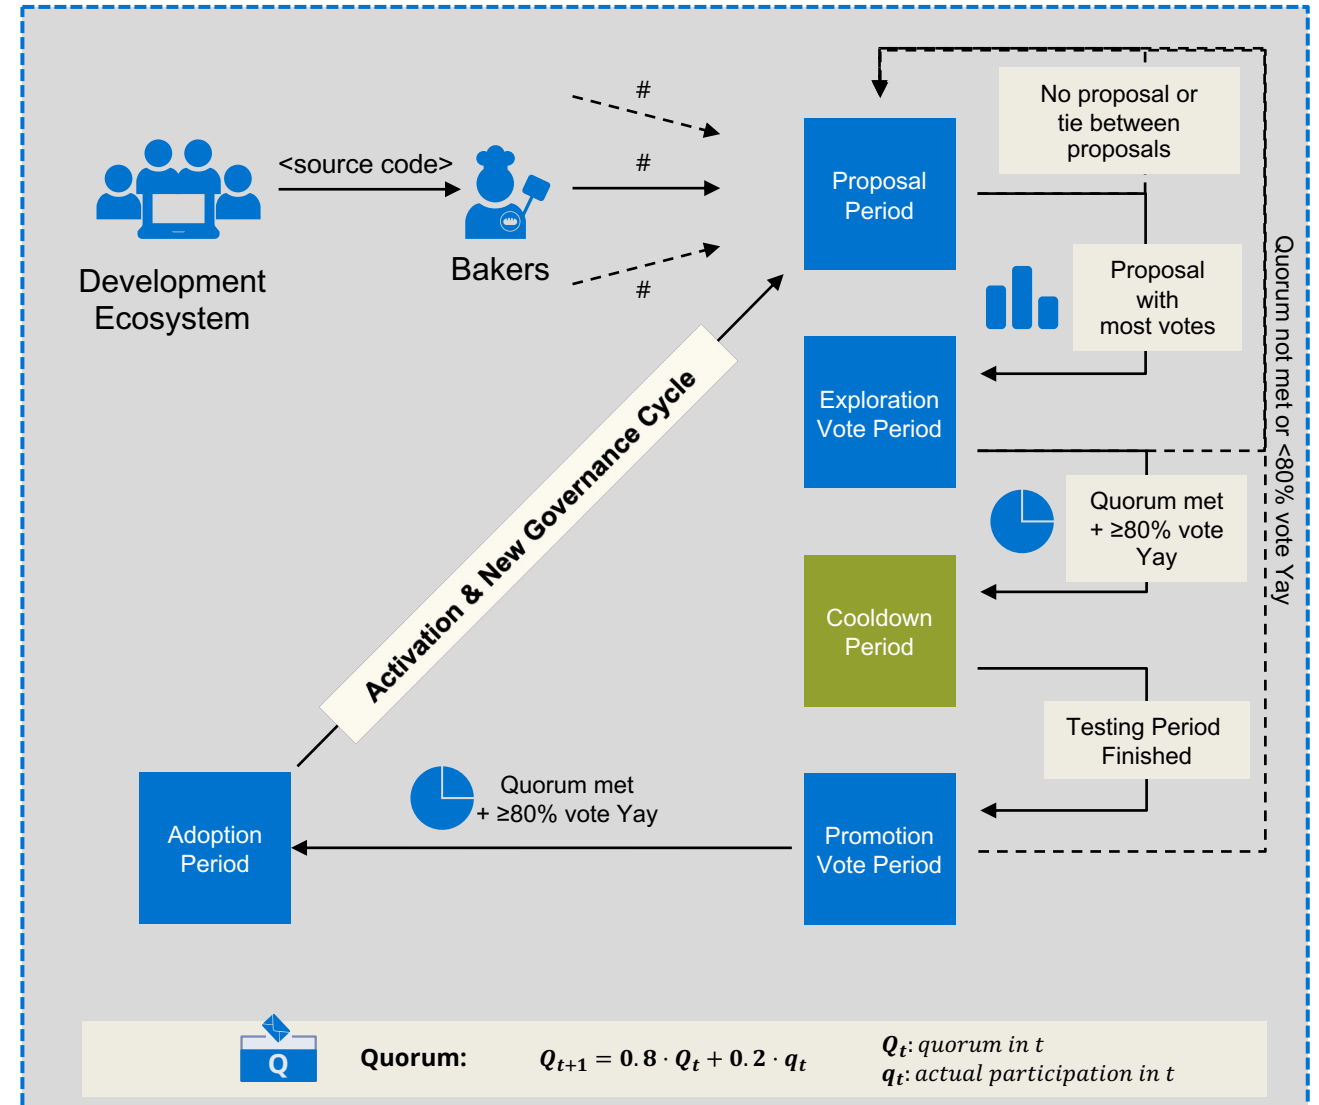 #
No proposal or
tie between
proposals
<source code>
#
Proposal
Period
Development
Ecosystem
Bakers
#
Proposal
with
most votes
Quorum not met or <80% vote Yay
Activation & New Governance Cycle
Exploration
Vote Period
Quorum met
+ ≥80% vote
Yay
Cooldown
Period
Testing Period
Finished
Quorum met
+ ≥80% vote Yay
Adoption
Period
Promotion
Vote Period
Q
Quorum:
Q_{t+1} = 0.8 · Q_t + 0.2 · q_t
Q_t: quorum in t
q_t: actual participation in t